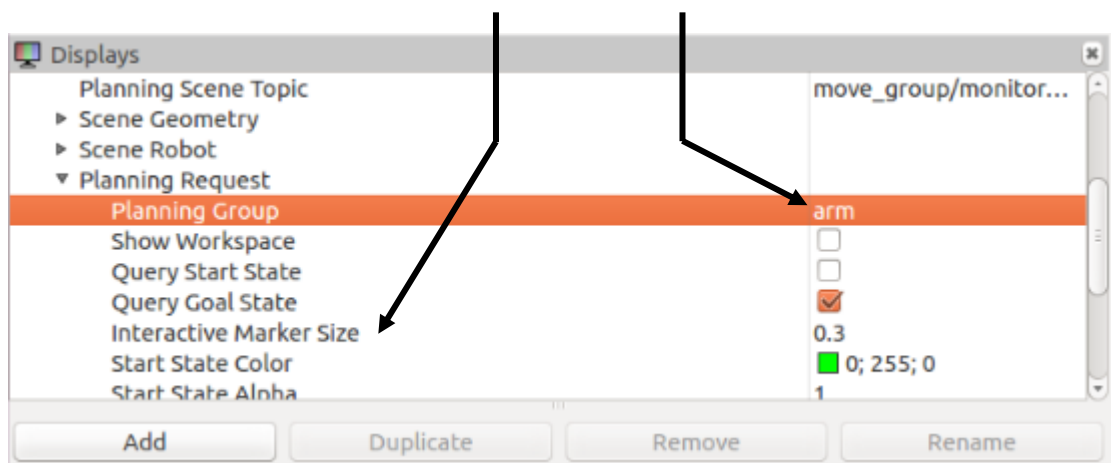 Displays
Planning Scene Topic move_group/monitor...
Scene Geometry
Scene Robot
Planning Request
Planning Group arm
Show Workspace
Query Start State
Query Goal State
Interactive Marker Size 0.3
Start State Color 0; 255; 0
Start State Alpha 1
Add Duplicate Remove Rename